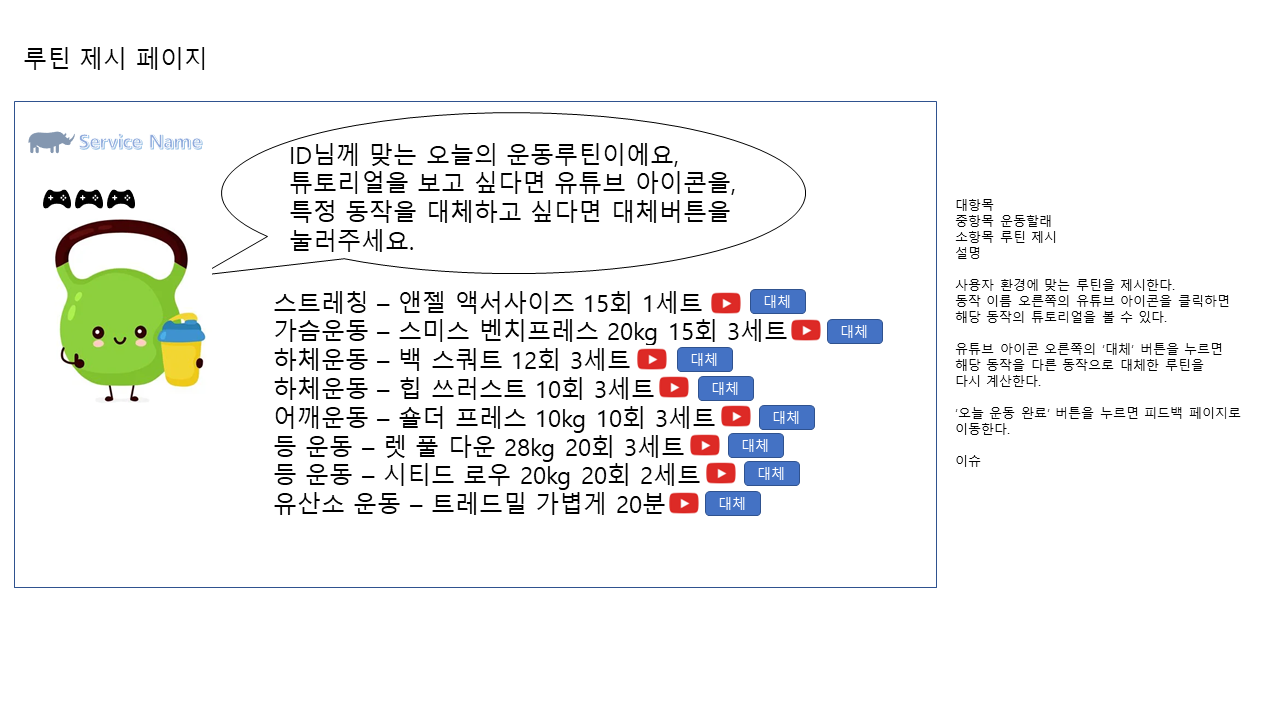 루틴 제시 페이지
Service Name
ID님께 맞는 오늘의 운동루틴이에요,
튜토리얼을 보고 싶다면 유튜브 아이콘을,
특정 동작을 대체하고 싶다면 대체버튼을
눌러주세요.
스트레칭 – 앤젤 액서사이즈 15회 1세트 대체
가슴운동 – 스미스 벤치프레스 20kg 15회 3세트 대체
하체운동 – 백 스쿼트 12회 3세트 대체
하체운동 – 힙 쓰러스트 10회 3세트 대체
어깨운동 – 숄더 프레스 10kg 10회 3세트 대체
등 운동 – 렛 풀 다운 28kg 20회 3세트 대체
등 운동 – 시티드 로우 20kg 20회 2세트 대체
유산소 운동 – 트레드밀 가볍게 20분 대체
대항목
중항목 운동할래
소항목 루틴 제시
설명
사용자 환경에 맞는 루틴을 제시한다.
동작 이름 오른쪽의 유튜브 아이콘을 클릭하면
해당 동작의 튜토리얼을 볼 수 있다.
유튜브 아이콘 오른쪽의 ‘대체’ 버튼을 누르면
해당 동작을 다른 동작으로 대체한 루틴을
다시 계산한다.
‘오늘 운동 완료’ 버튼을 누르면 피드백 페이지로
이동한다.
이슈